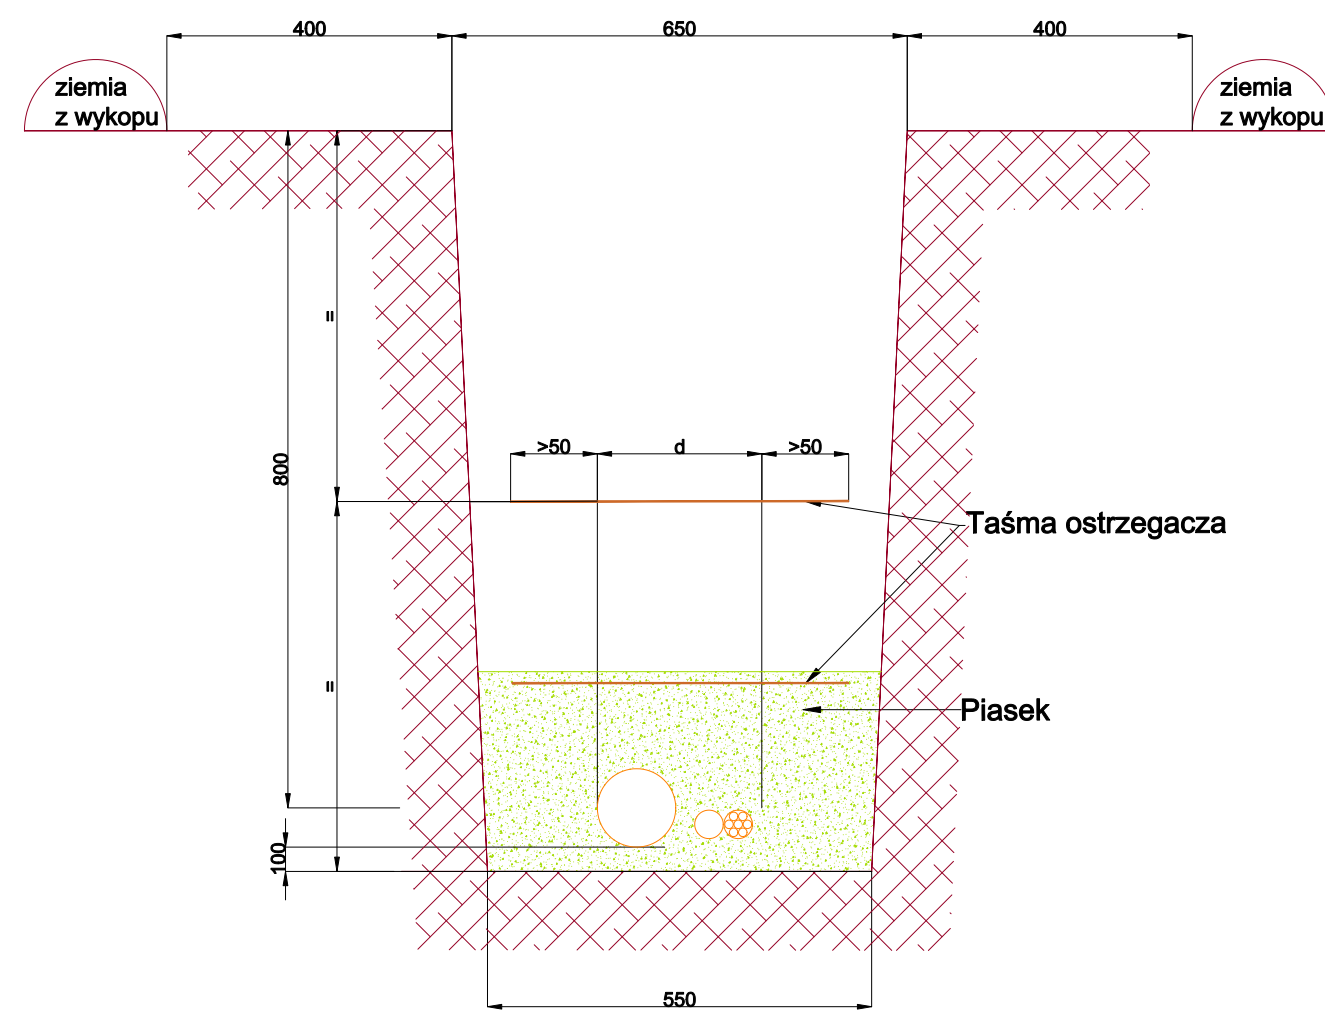 400
650
400
ziemia
z wykopu
ziemia
z wykopu
=
800
>50
d
>50
Taśma ostrzegacza
=
Piasek
100
550